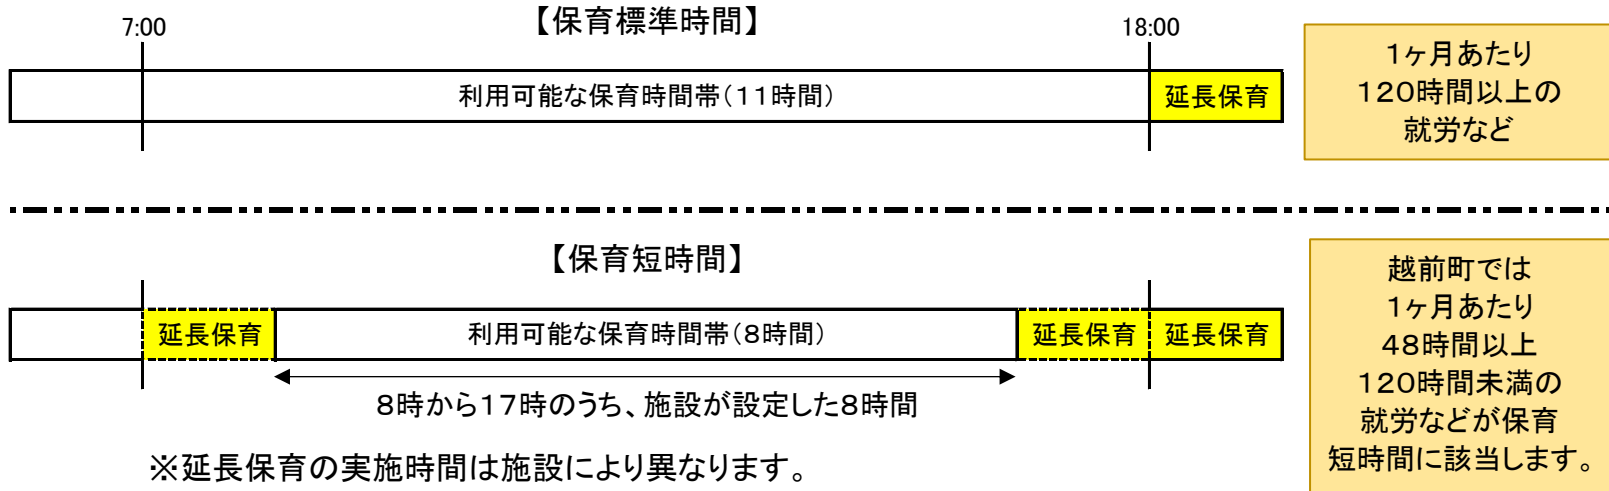 【保育標準時間】
7:00
18:00
利用可能な保育時間帯(11時間)
延長保育
1ヶ月あたり
120時間以上の
就労など
【保育短時間】
延長保育
利用可能な保育時間帯(8時間)
延長保育
延長保育
8時から17時のうち、施設が設定した8時間
※延長保育の実施時間は施設により異なります。
越前町では
1ヶ月あたり
48時間以上
120時間未満の
就労などが保育
短時間に該当します。